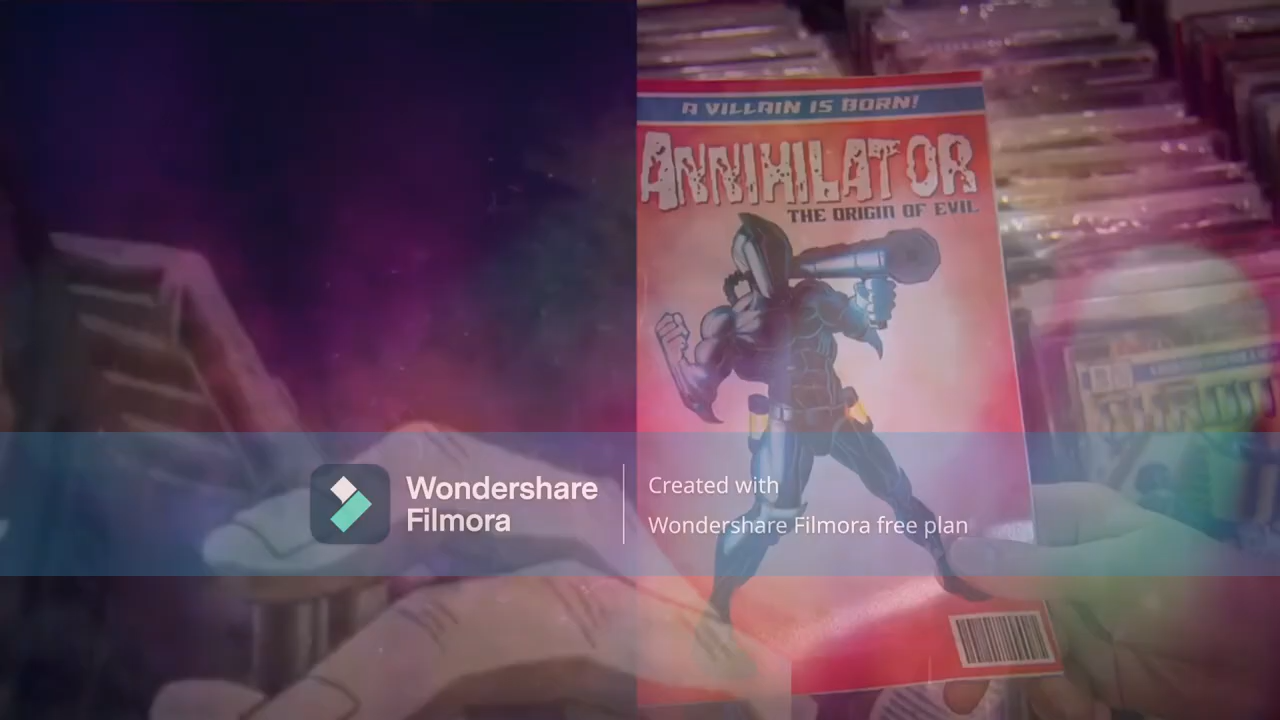 A VILLAIN IS BORN!
ANNIHILATOR
THE ORIGIN OF EVIL
Wondershare
Filmora
Created with
Wondershare Filmora free plan